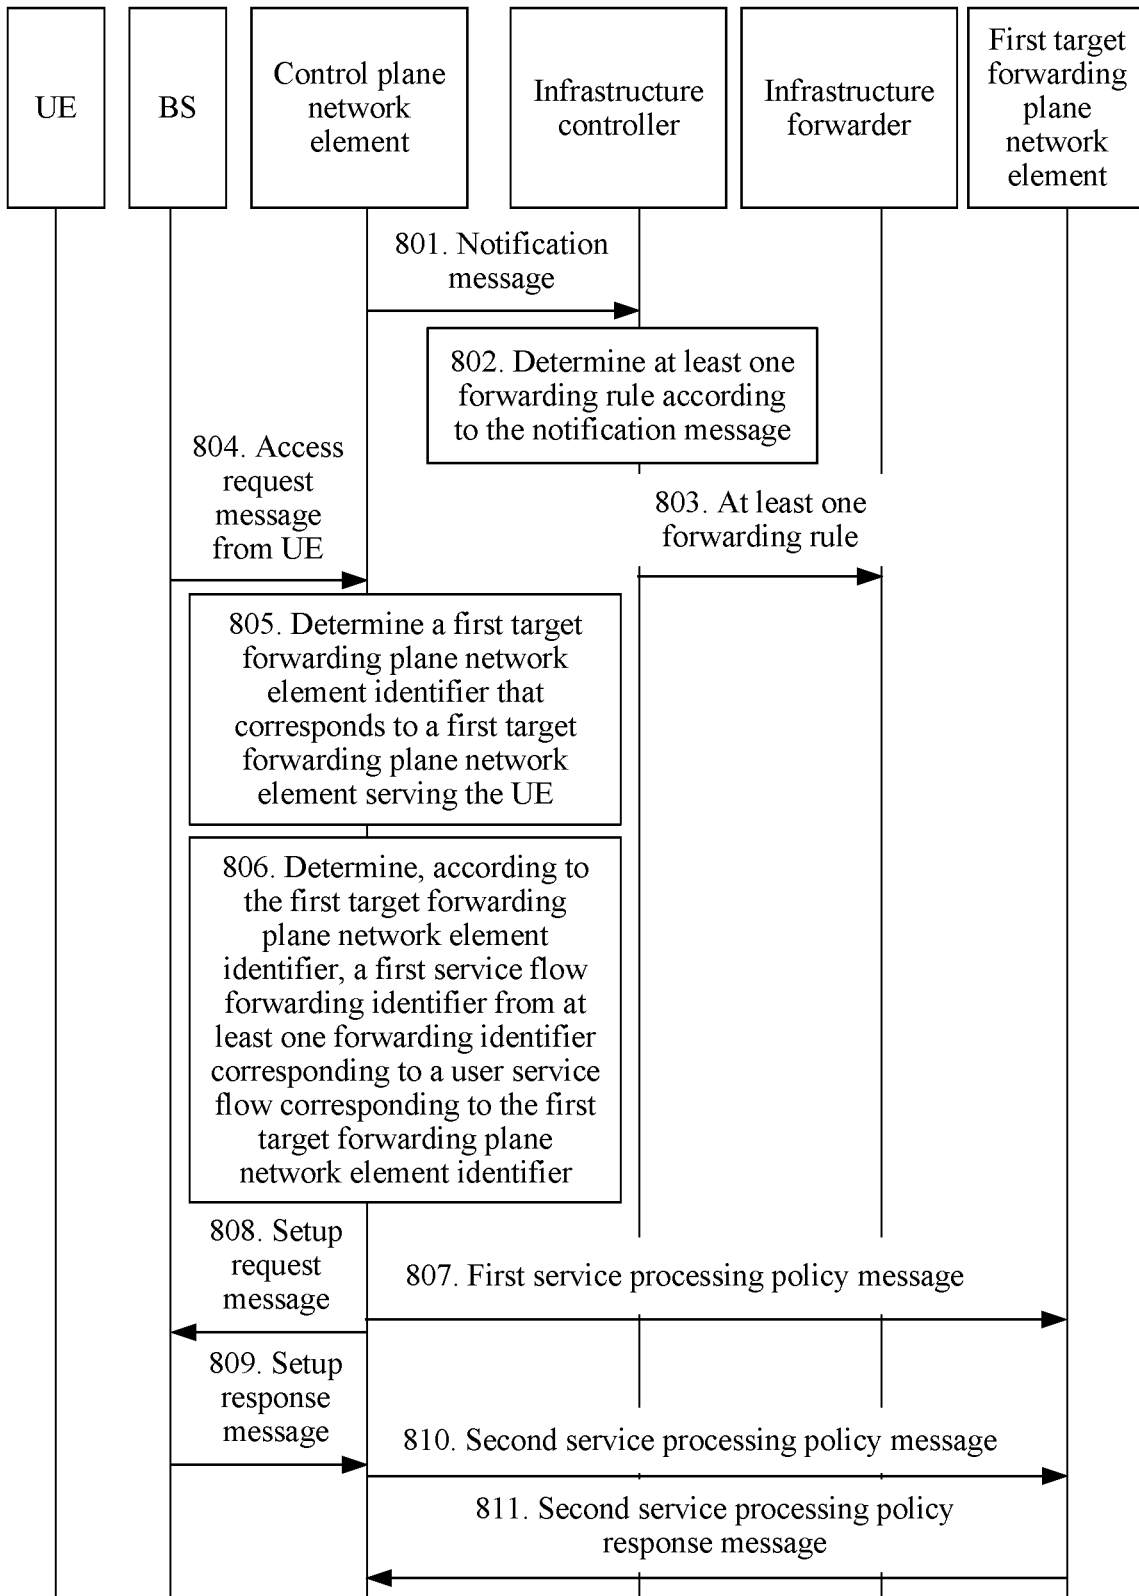 UE
BS
Control plane
network
element
Infrastructure
controller
Infrastructure
forwarder
First target
forwarding
plane
network
element
801. Notification
message
802. Determine at least one
forwarding rule according
to the notification message
804. Access
request
message
from UE
803. At least one
forwarding rule
805. Determine a first target
forwarding plane network
element identifier that
corresponds to a first target
forwarding plane network
element serving the UE
806. Determine, according to
the first target forwarding
plane network element
identifier, a first service flow
forwarding identifier from at
least one forwarding identifier
corresponding to a user service
flow corresponding to the first
target forwarding plane
network element identifier
808. Setup
request
message
807. First service processing policy message
809. Setup
response
message
810. Second service processing policy message
811. Second service processing policy
response message